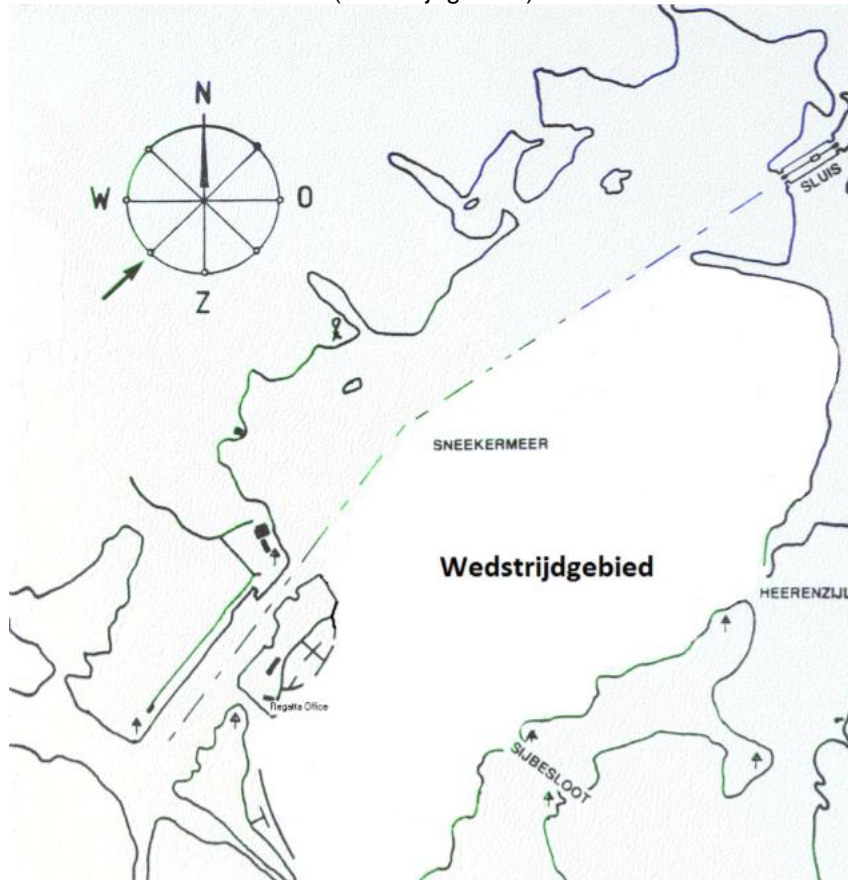 N
W
O
Z
SLUIS
SNEEKERMEER
Wedstrijdgebied
HEERENZIJL
Regatta Office
SIJBESLOOT